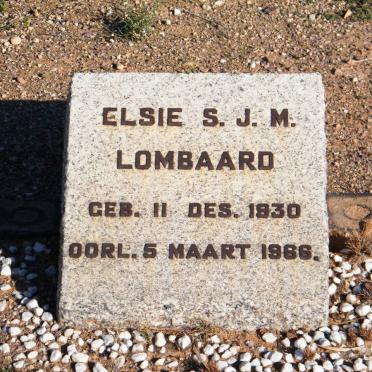 ELSIE S. J. M.
LOMBAARD
GEB. 11 DES. 1930
OORL. 5 MAART 1966.